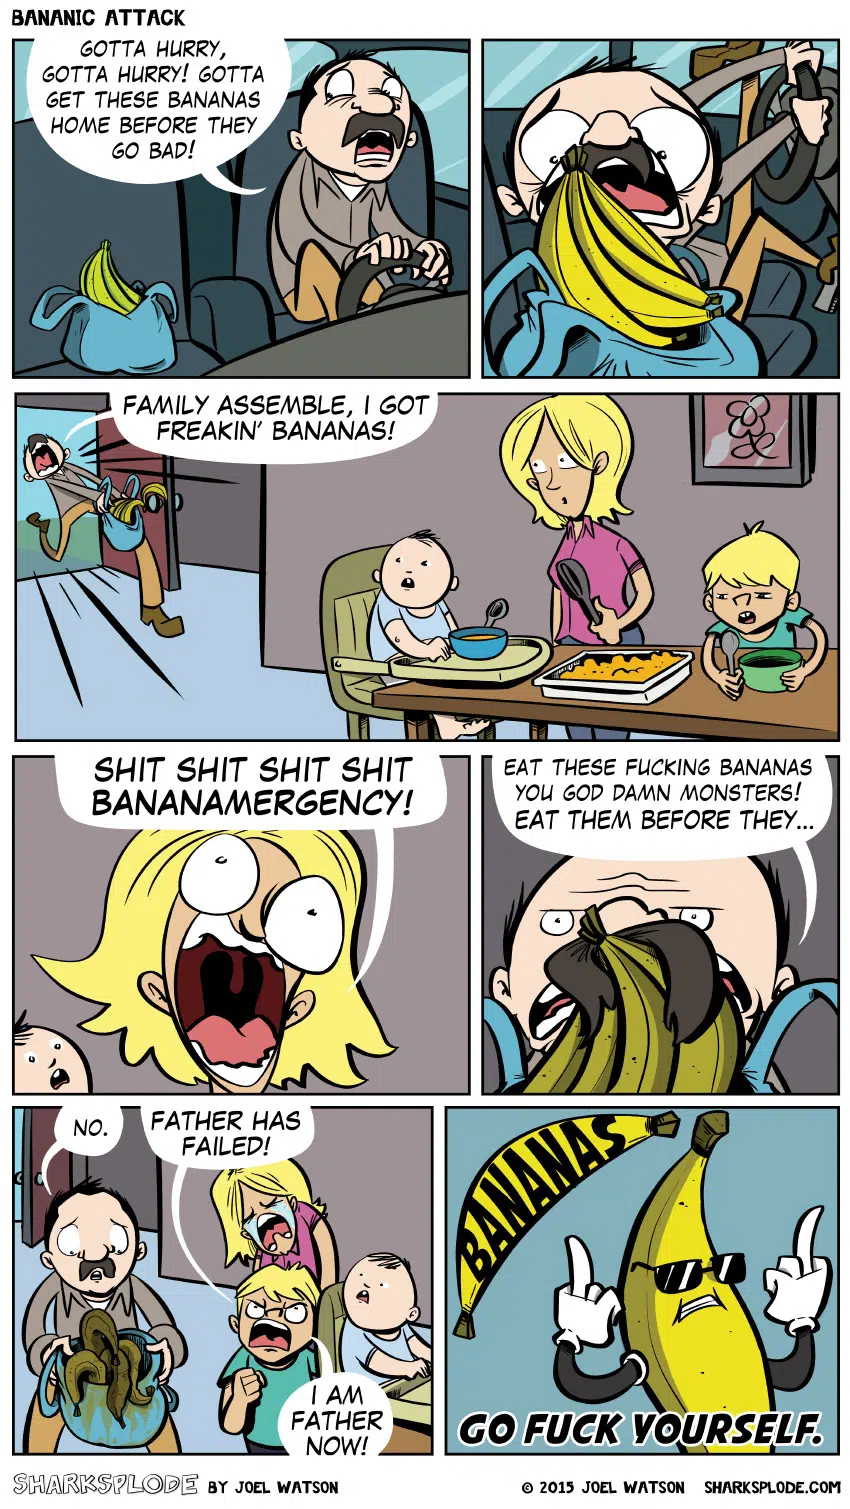 BANANIC ATTACK
GOTTA HURRY,
GOTTA HURRY! GOTTA
GET THESE BANANAS
HOME BEFORE THEY
GO BAD!
FAMILY ASSEMBLE, I GOT
FREAKIN' BANANAS!
SHIT SHIT SHIT SHIT
BANANAMERGENCY!
EAT THESE FUCKING BANANAS
YOU GOD DAMN MONSTERS!
EAT THEM BEFORE THEY...
NO.
FATHER HAS
FAILED!
I AM
FATHER
NOW!
BANANAS
GO FUCK YOURSELF.
SHARKSPLODE BY JOEL WATSON
© 2015 JOEL WATSON SHARKSPLODE.COM